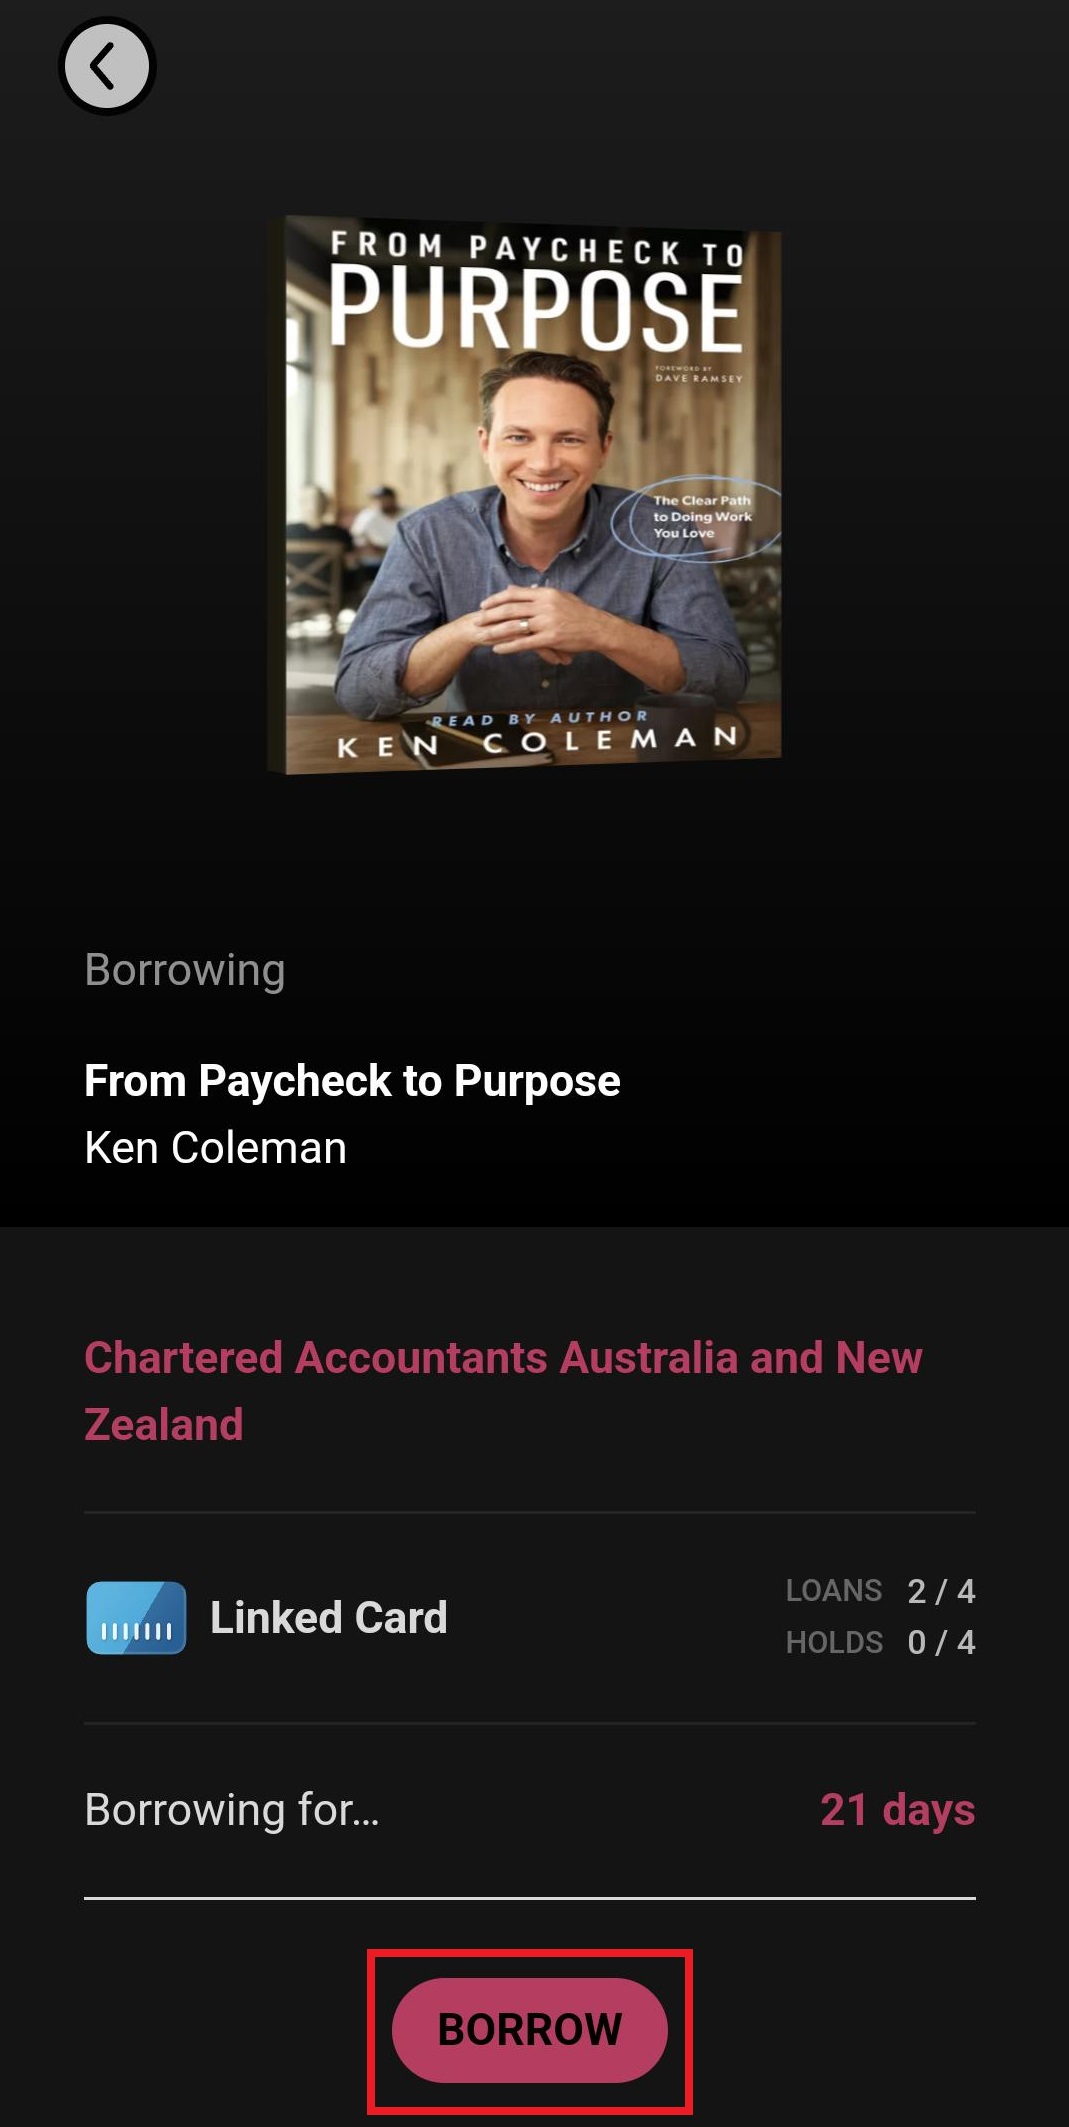 FROM PAYCHECK TO
PURPOSE
FOREWORD BY
DAVE RAMSEY
The Clear Path
to Doing Work
You Love
READ BY AUTHOR
KEN COLEMAN
Borrowing
From Paycheck to Purpose
Ken Coleman
Chartered Accountants Australia and New
Zealand
Linked Card
LOANS 2 / 4
HOLDS 0 / 4
Borrowing for...
21 days
BORROW